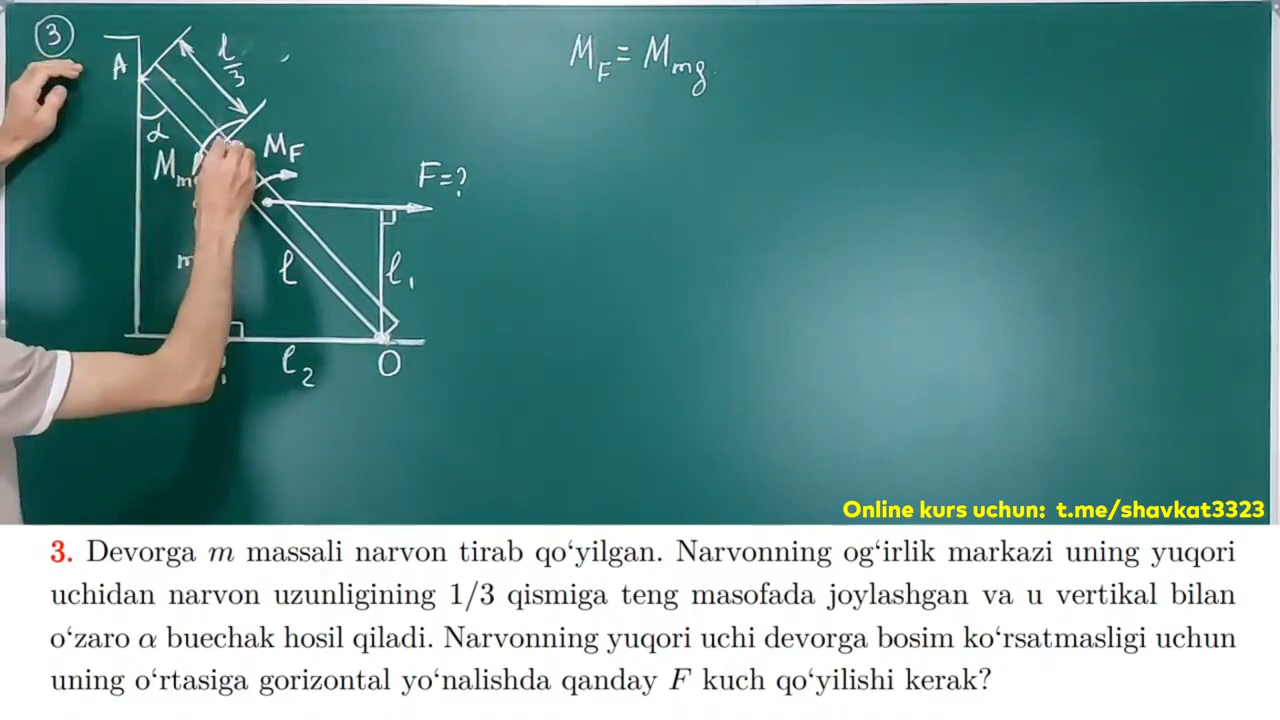 3
M_F = M_mg
A
l/3
α
M_m
M_F
F=?
m
l
l₁
l₂
O
Online kurs uchun: t.me/shavkat3323
3. Devorga m massali narvon tirab qo‘yilgan. Narvonning og‘irlik markazi uning yuqori
uchidan narvon uzunligining 1/3 qismiga teng masofada joylashgan va u vertikal bilan
o‘zaro α buechak hosil qiladi. Narvonning yuqori uchi devorga bosim ko‘rsatmasligi uchun
uning o‘rtasiga gorizontal yo‘nalishda qanday F kuch qo‘yilishi kerak?